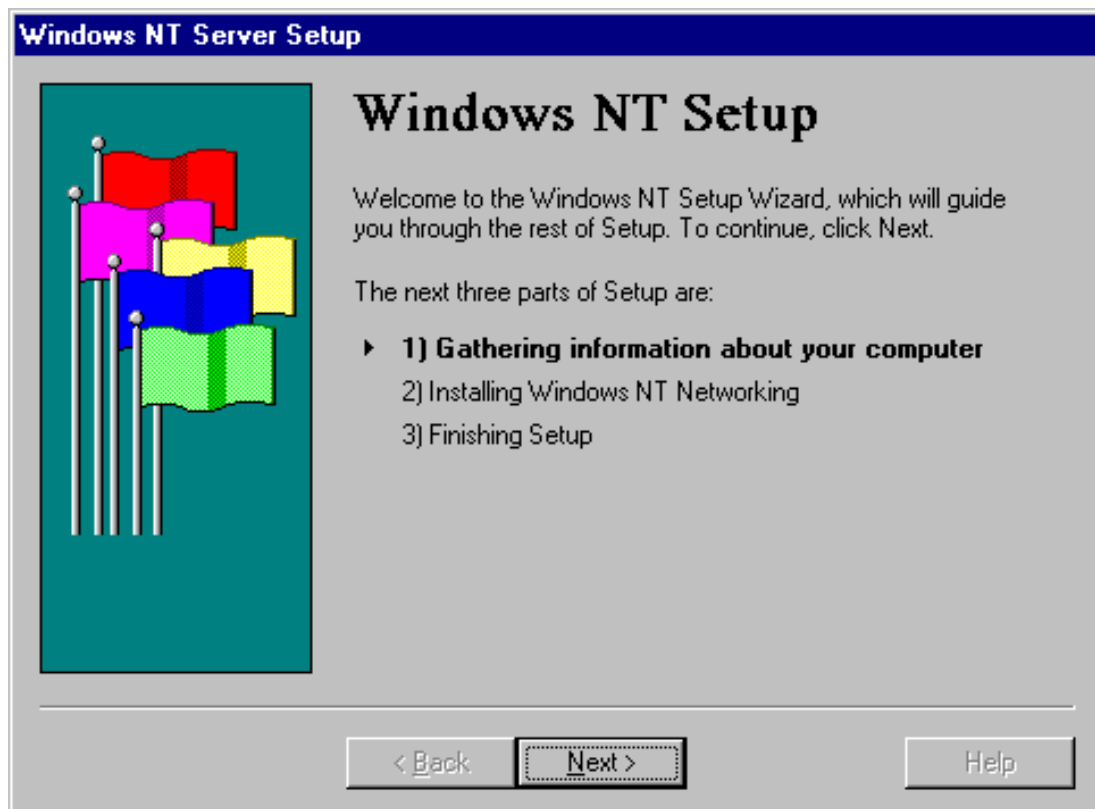 Windows NT Server Setup
Windows NT Setup
Welcome to the Windows NT Setup Wizard, which will guide
you through the rest of Setup. To continue, click Next.
The next three parts of Setup are:
1) Gathering information about your computer
2) Installing Windows NT Networking
3) Finishing Setup
< Back
Next >
Help